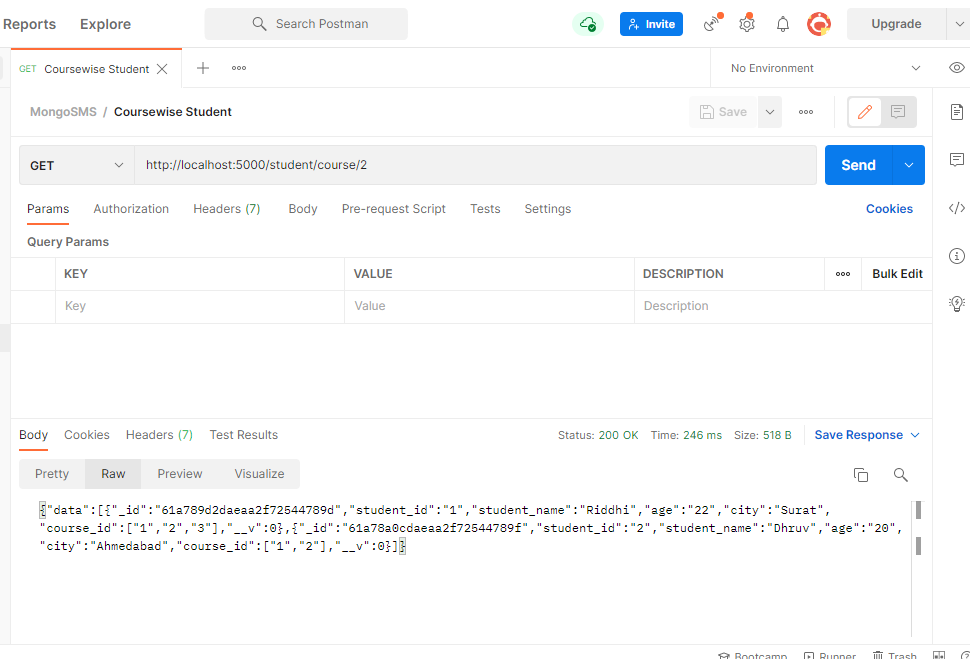 Reports Explore Search Postman Invite Upgrade
GET Coursewise Student No Environment
MongoSMS / Coursewise Student Save
GET http://localhost:5000/student/course/2 Send
Params Authorization Headers (7) Body Pre-request Script Tests Settings Cookies
Query Params
KEY VALUE DESCRIPTION Bulk Edit
Key Value Description
Body Cookies Headers (7) Test Results Status: 200 OK Time: 246 ms Size: 518 B Save Response
Pretty Raw Preview Visualize
{"data":[{"_id":"61a789d2daeaa2f72544789d","student_id":"1","student_name":"Riddhi","age":"22","city":"Surat",
"course_id":["1","2","3"],"__v":0},{"_id":"61a78a0cdaeaa2f72544789f","student_id":"2","student_name":"Dhruv","age":"20",
"city":"Ahmedabad","course_id":["1","2"],"__v":0}]}
Bootcamp Runner Trash